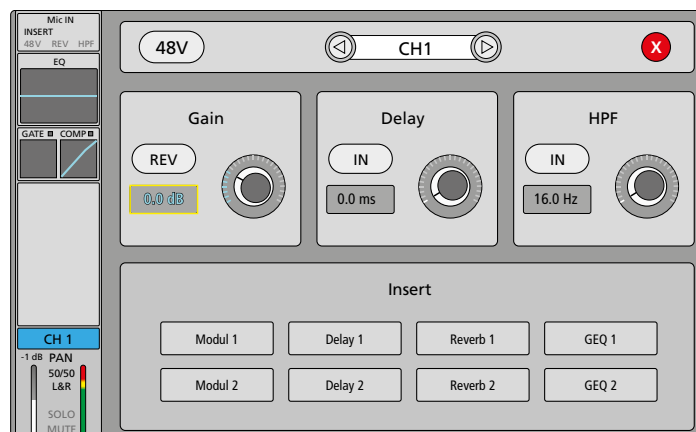 Mic IN
INSERT
48V REV HPF
EQ
GATE COMP
CH 1
-1 dB PAN
50/50
L&R
SOLO
MUTE
48V
CH1
X
Gain
REV
0.0 dB
Delay
IN
0.0 ms
HPF
IN
16.0 Hz
Insert
Modul 1 Delay 1 Reverb 1 GEQ 1
Modul 2 Delay 2 Reverb 2 GEQ 2